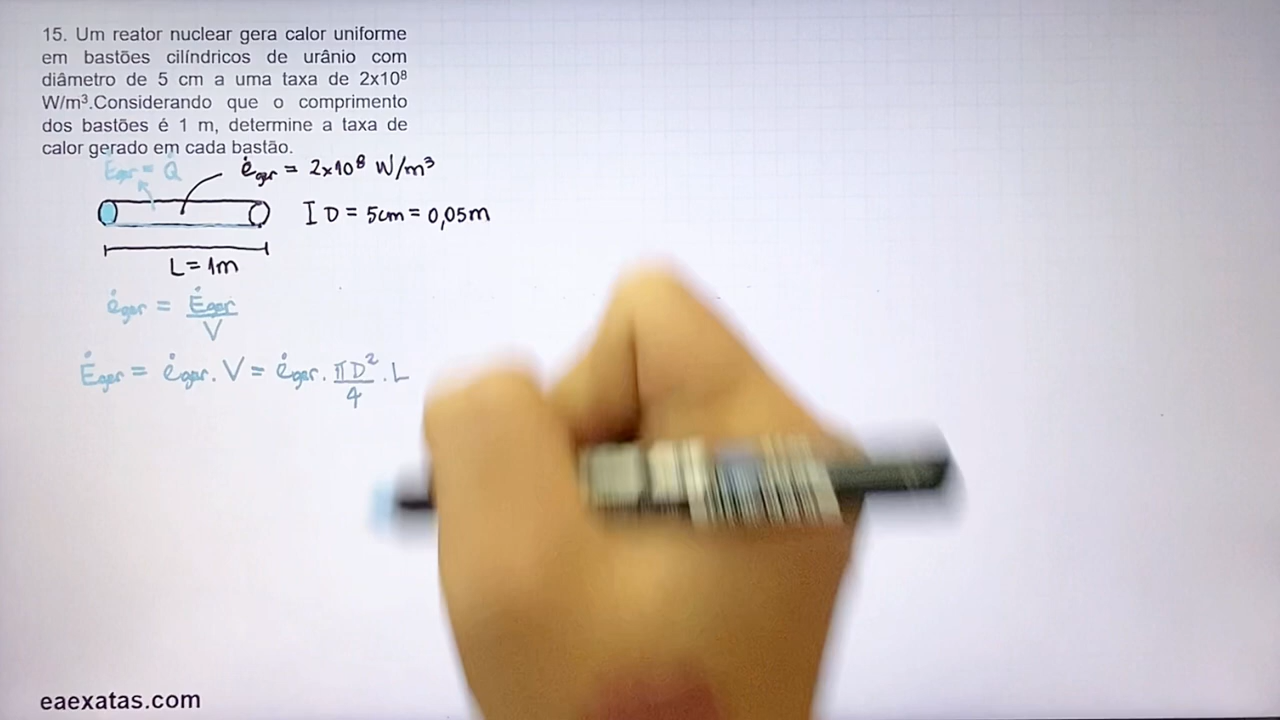 15. Um reator nuclear gera calor uniforme
em bastões cilíndricos de urânio com
diâmetro de 5 cm a uma taxa de 2x10⁸
W/m³.Considerando que o comprimento
dos bastões é 1 m, determine a taxa de
calor gerado em cada bastão.
Ėger = Q̇
ėger = 2x10⁸ W/m³
I D = 5cm = 0,05m
L = 1m
ėger = Ėger / V
Ėger = ėger . V = ėger . πD² / 4 . L
eaexatas.com